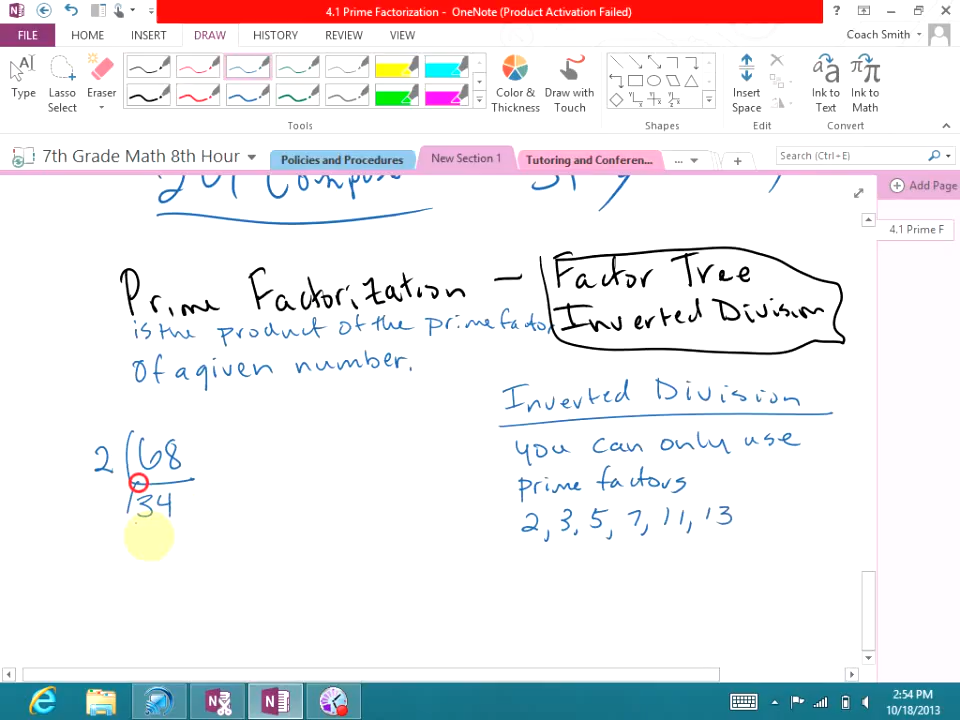 4.1 Prime Factorization - OneNote (Product Activation Failed)
FILE HOME INSERT DRAW HISTORY REVIEW VIEW Coach Smith
Type Lasso Select Eraser Color & Thickness Draw with Touch Insert Space Ink to Text Ink to Math
Tools Shapes Edit Convert
7th Grade Math 8th Hour Policies and Procedures New Section 1 Tutoring and Conferen... ... + Search (Ctrl+E)
Add Page
4.1 Prime F
Prime Factorization - Factor Tree
Inverted Division
is the product of the prime factor
of a given number.
Inverted Division
you can only use
prime factors
2, 3, 5, 7, 11, 13
2 68
34
2:54 PM
10/18/2013